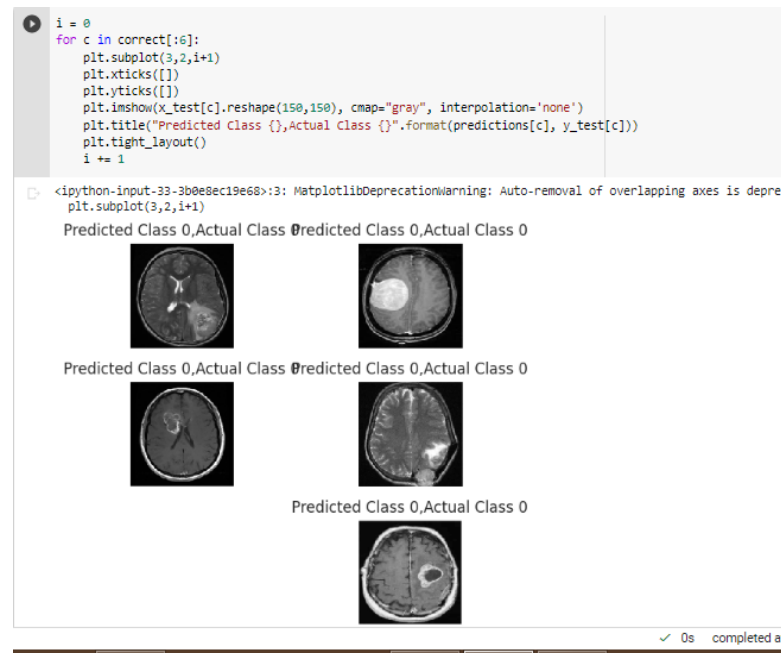 i = 0
for c in correct[:6]:
    plt.subplot(3,2,i+1)
    plt.xticks([])
    plt.yticks([])
    plt.imshow(x_test[c].reshape(150,150), cmap="gray", interpolation='none')
    plt.title("Predicted Class {},Actual Class {}".format(predictions[c], y_test[c]))
    plt.tight_layout()
    i += 1
<ipython-input-33-3b0e8ec19e68>:3: MatplotlibDeprecationWarning: Auto-removal of overlapping axes is depre
  plt.subplot(3,2,i+1)
Predicted Class 0,Actual Class 0 Predicted Class 0,Actual Class 0
Predicted Class 0,Actual Class 0 Predicted Class 0,Actual Class 0
Predicted Class 0,Actual Class 0
0s completed a